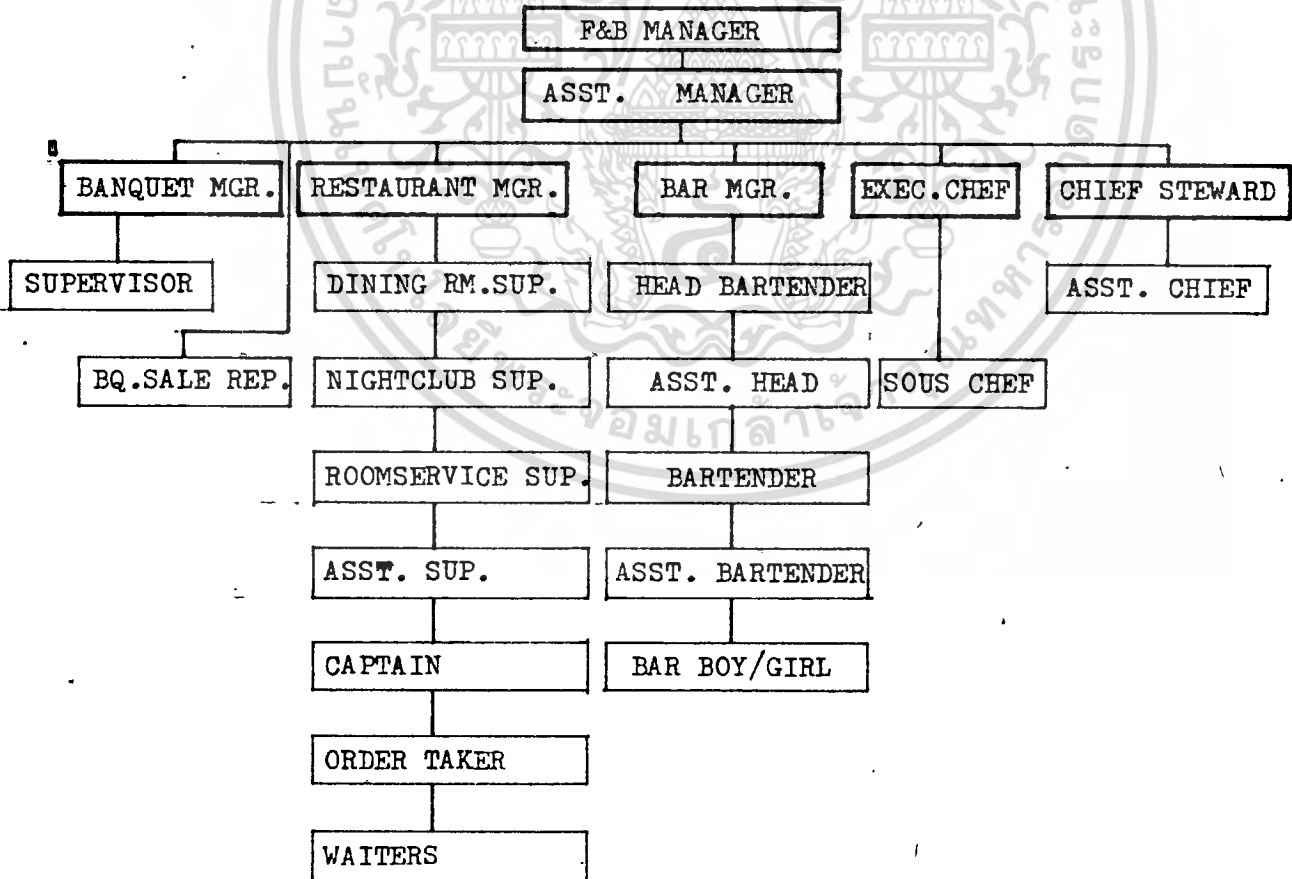 F&B MANAGER
ASST. MANAGER
BANQUET MGR. RESTAURANT MGR. BAR MGR. EXEC.CHEF CHIEF STEWARD
SUPERVISOR DINING RM.SUP. HEAD BARTENDER ASST. CHIEF
BQ.SALE REP. NIGHTCLUB SUP. ASST. HEAD SOUS CHEF
ROOMSERVICE SUP. BARTENDER
ASST. SUP. ASST. BARTENDER
CAPTAIN BAR BOY/GIRL
ORDER TAKER
WAITERS